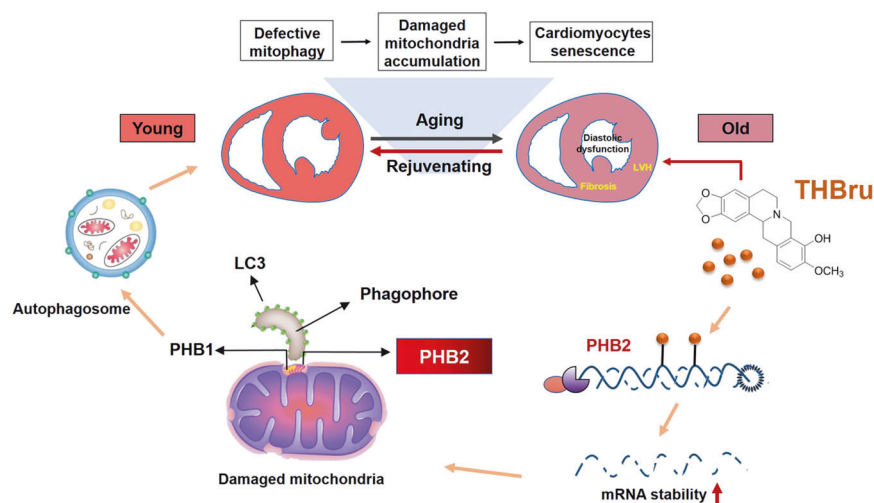 Defective
mitophagy
Damaged
mitochondria
accumulation
Cardiomyocytes
senescence
Young
Aging
Rejuvenating
Diastolic
dysfunction
LVH
Fibrosis
Old
THBru
N
OH
OCH3
O
O
LC3
Phagophore
Autophagosome
PHB1
PHB2
PHB2
Damaged mitochondria
mRNA stability